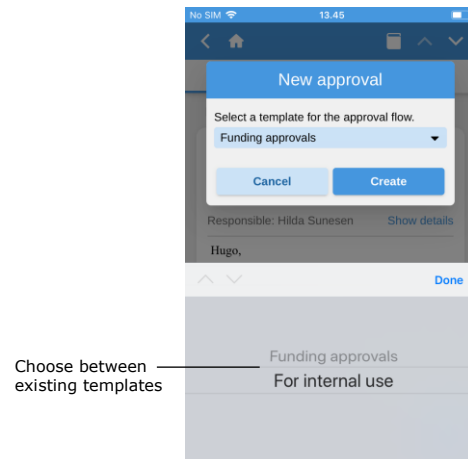 No SIM 13.45
New approval
Select a template for the approval flow.
Funding approvals
Cancel Create
Responsible: Hilda Sunesen Show details
Hugo,
Done
Choose between
existing templates
Funding approvals
For internal use